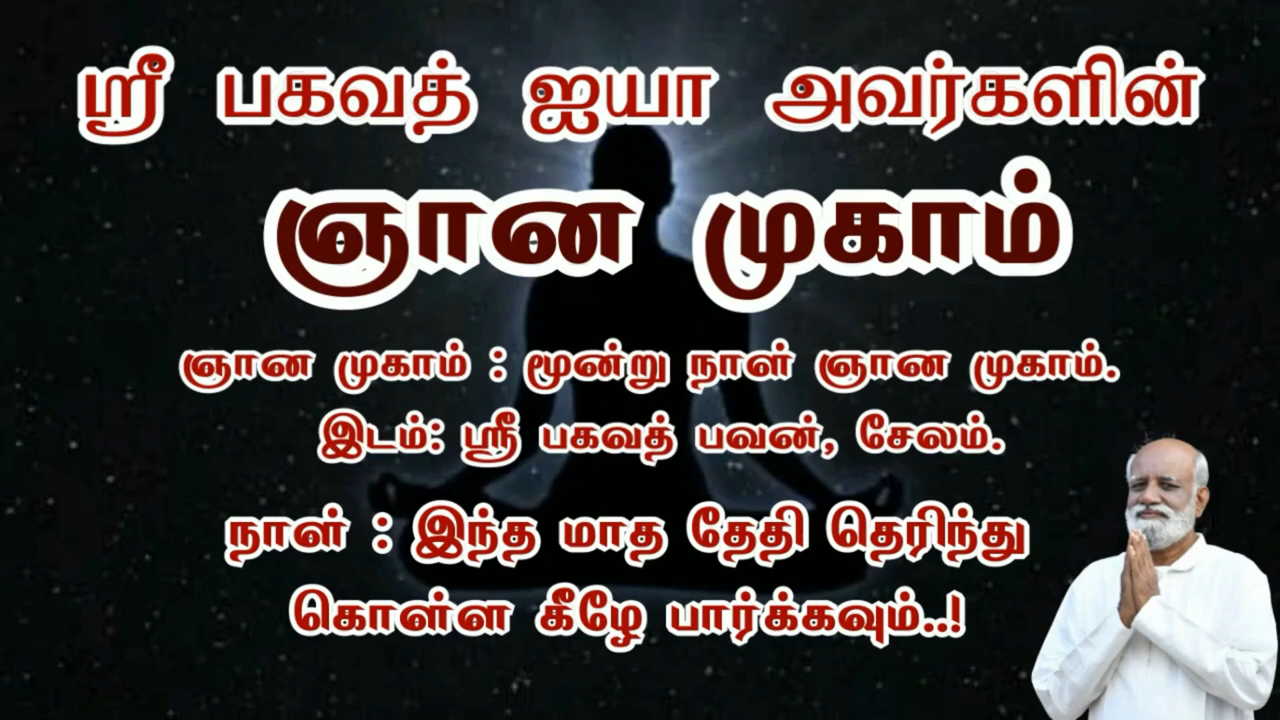 ஸ்ரீ பகவத் ஐயா அவர்களின்
ஞான முகாம்
ஞான முகாம் : மூன்று நாள் ஞான முகாம்.
இடம்: ஸ்ரீ பகவத் பவன், சேலம்.
நாள் : இந்த மாத தேதி தெரிந்து
கொள்ள கீழே பார்க்கவும்..!